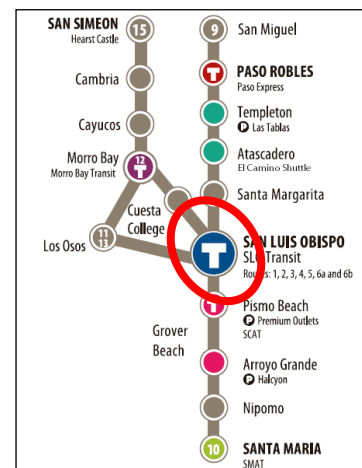 SAN SIMEON
Hearst Castle
15
Cambria
Cayucos
Morro Bay
Morro Bay Transit
12
T
Cuesta
College
Los Osos
11
13
9
San Miguel
T
PASO ROBLES
Paso Express
Templeton
P Las Tablas
Atascadero
El Camino Shuttle
Santa Margarita
T
SAN LUIS OBISPO
SLO Transit
Routes: 1, 2, 3, 4, 5, 6a and 6b
T
Pismo Beach
P Premium Outlets
SCAT
Grover
Beach
Arroyo Grande
P Halcyon
Nipomo
10
SANTA MARIA
SMAT